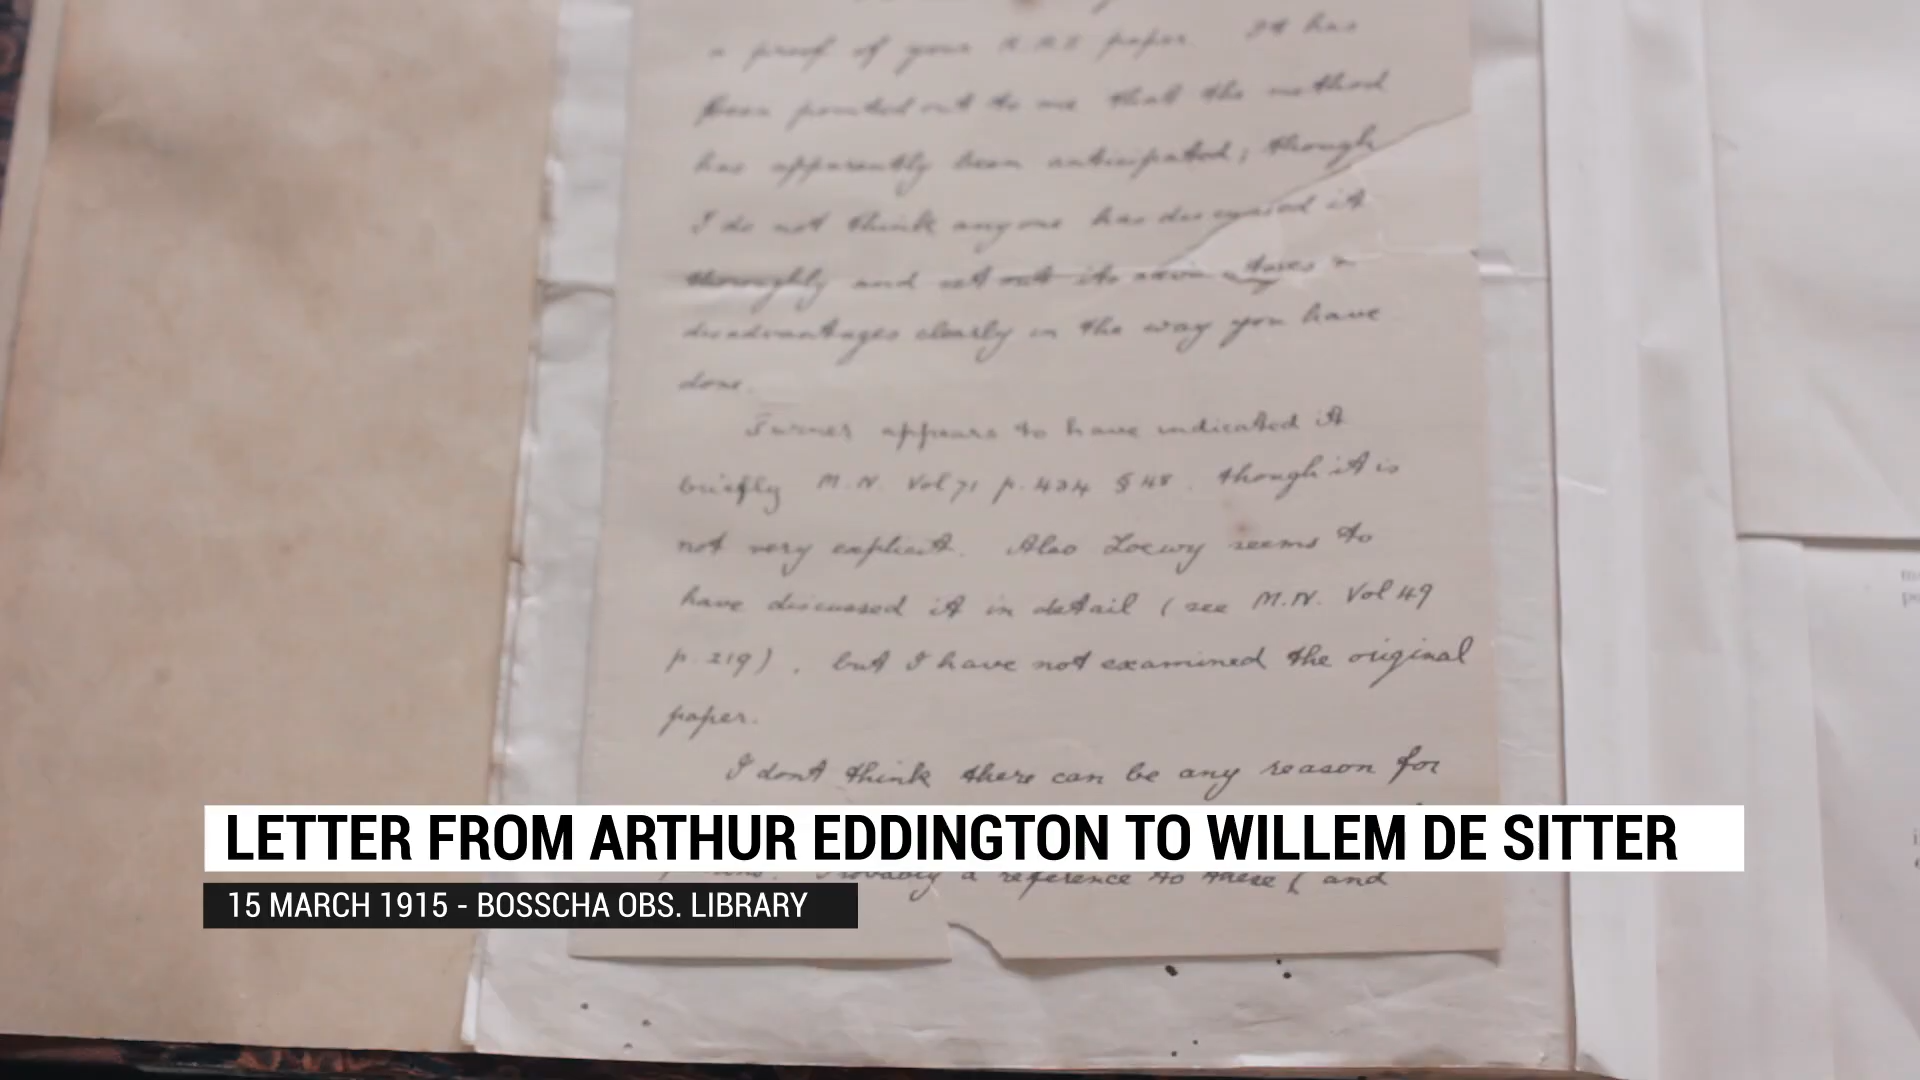 a proof of your R.A.S paper. It has
been pointed out to me that the method
has apparently been anticipated; though
I do not think anyone has discussed it
thoroughly and set out its advantages &
disadvantages clearly in the way you have
done.
Turner appears to have indicated it
briefly M.N. Vol 71 p. 434 § 48. though it is
not very explicit. Also Loewy seems to
have discussed it in detail (see M.N. Vol 49
p. 219), but I have not examined the original
paper.
I dont think there can be any reason for
LETTER FROM ARTHUR EDDINGTON TO WILLEM DE SITTER
Probably a reference to these (and
15 MARCH 1915 - BOSSCHA OBS. LIBRARY